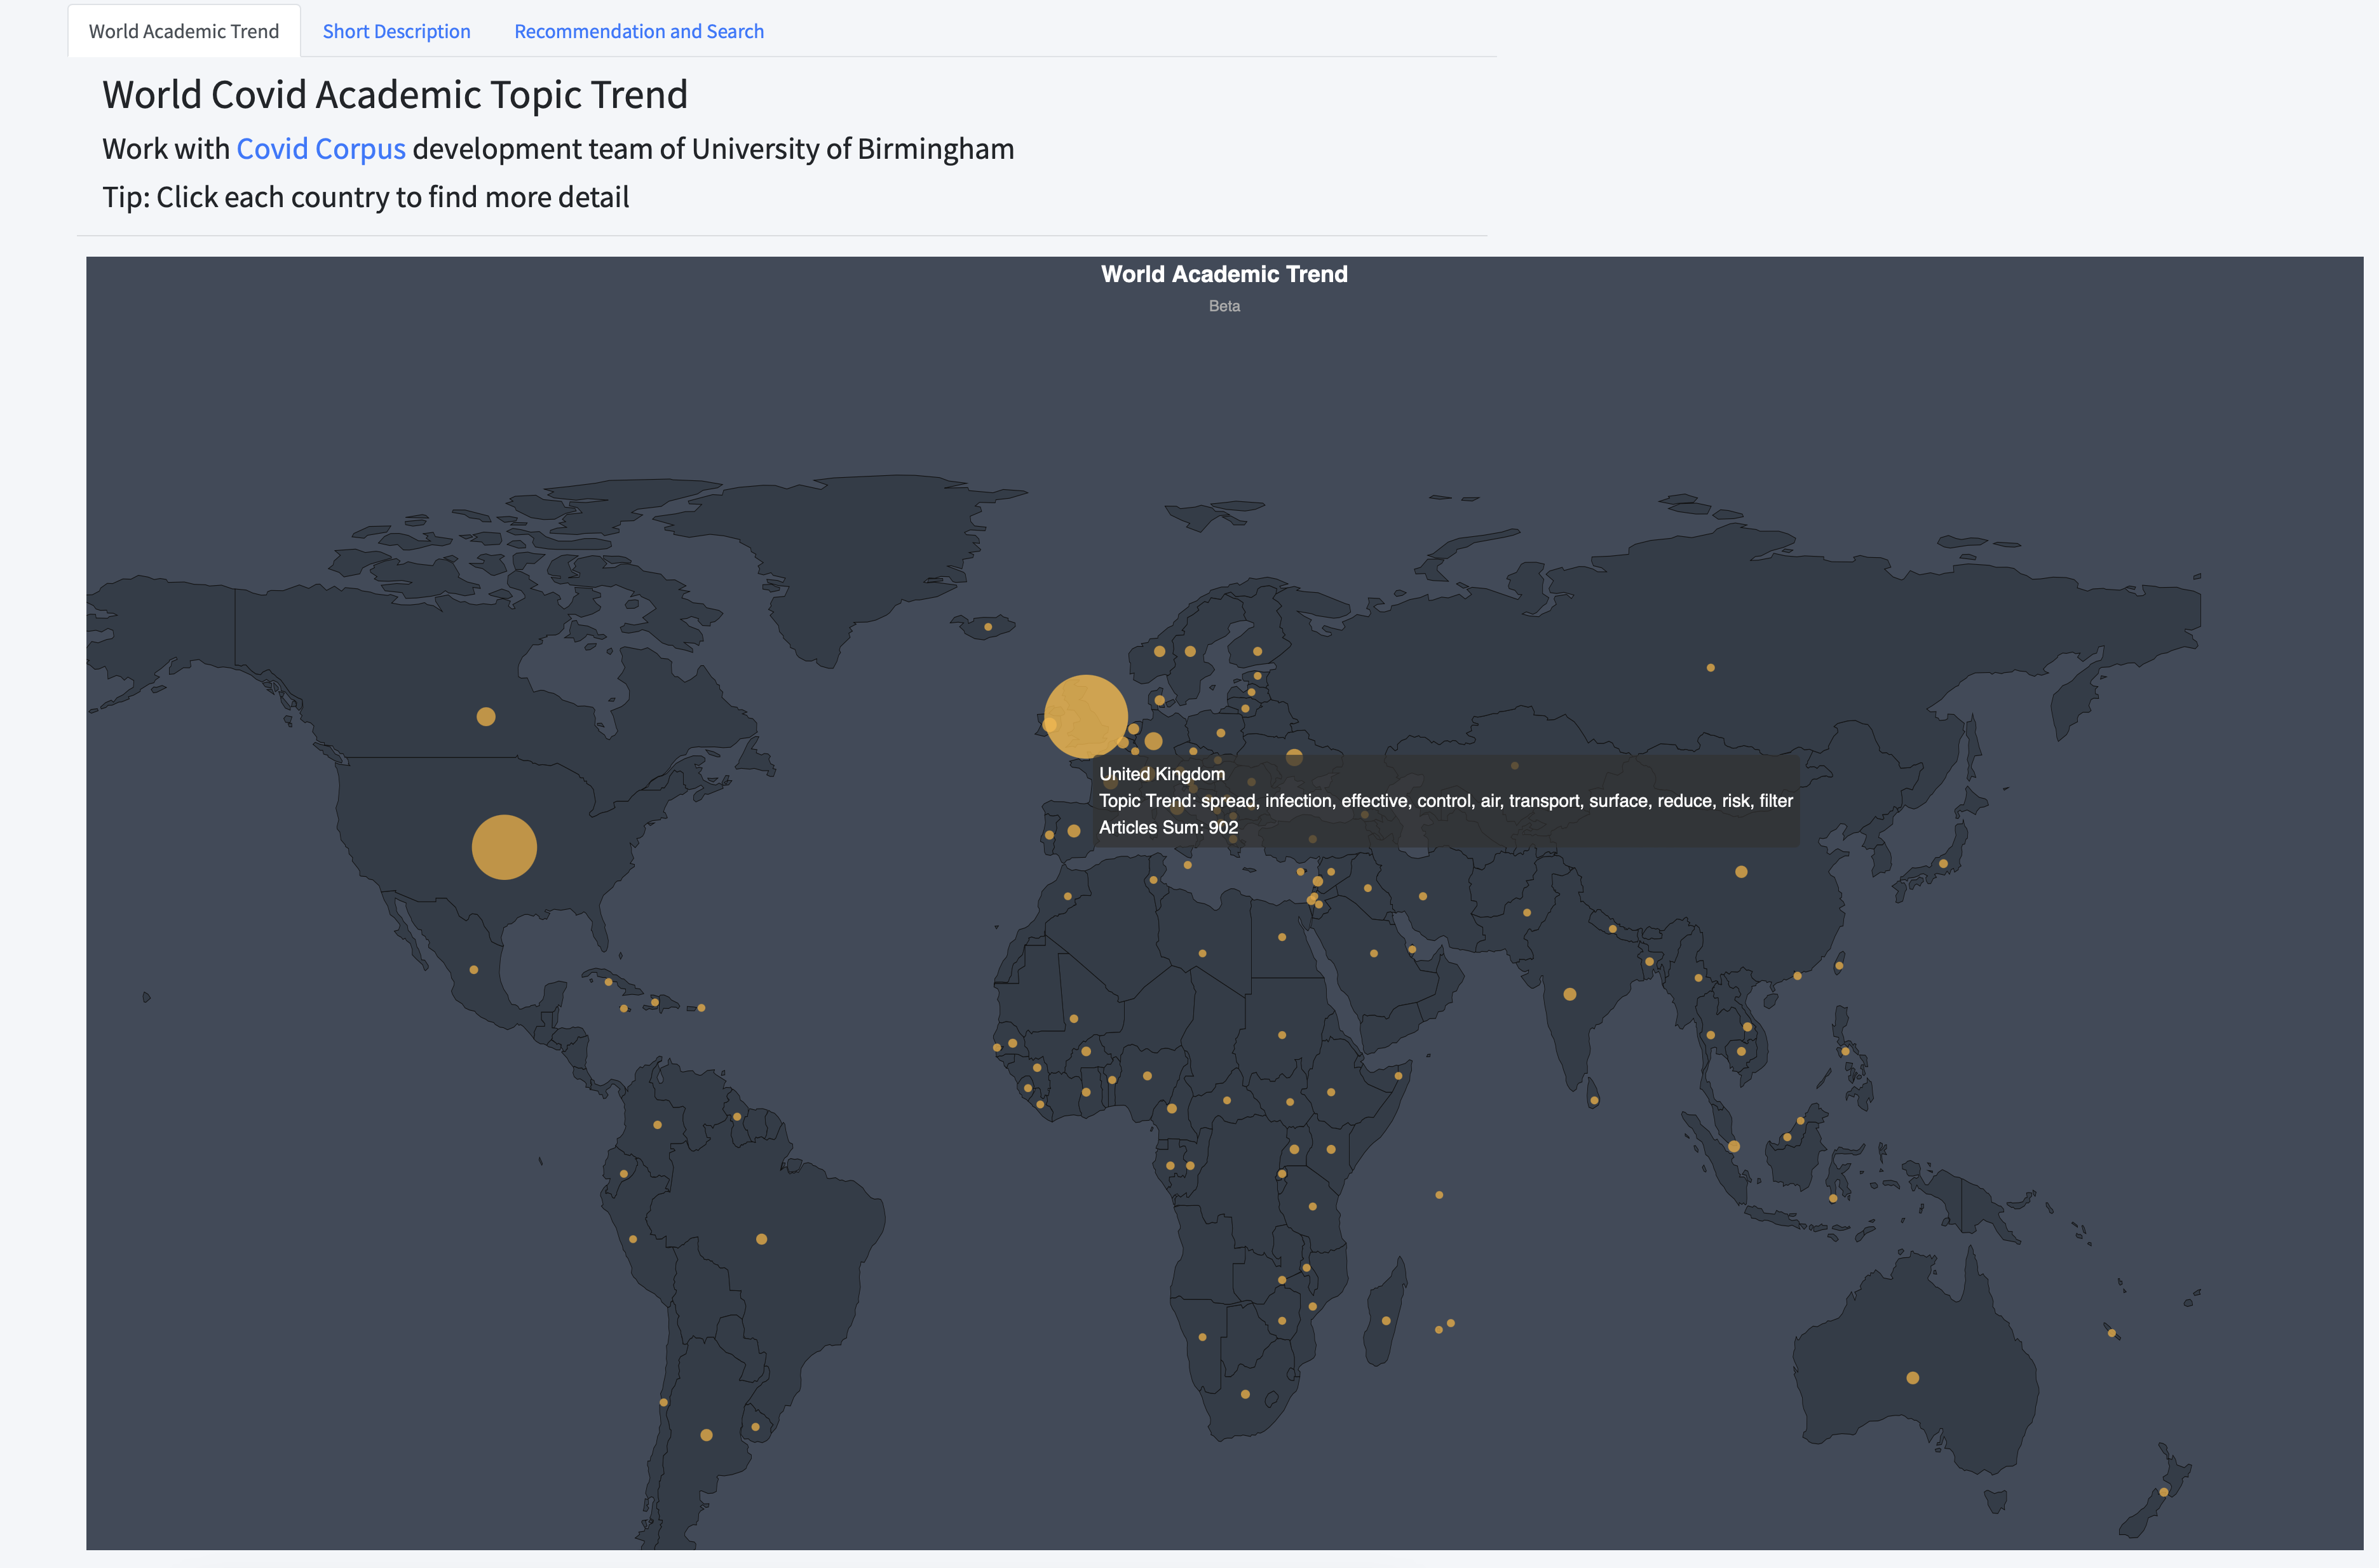 World Academic Trend
Short Description
Recommendation and Search
World Covid Academic Topic Trend
Work with Covid Corpus development team of University of Birmingham
Tip: Click each country to find more detail
World Academic Trend
Beta
United Kingdom
Topic Trend: spread, infection, effective, control, air, transport, surface, reduce, risk, filter
Articles Sum: 902